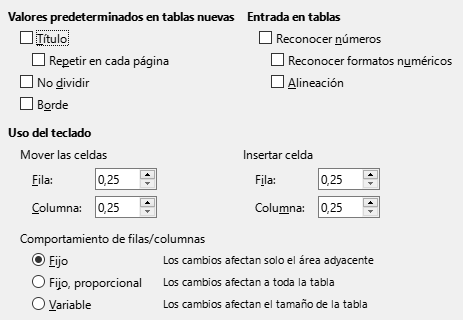 Valores predeterminados en tablas nuevas
Entrada en tablas
Título
Reconocer números
Repetir en cada página
Reconocer formatos numéricos
No dividir
Alineación
Borde
Uso del teclado
Mover las celdas
Insertar celda
Fila: 0,25
Fila: 0,25
Columna: 0,25
Columna: 0,25
Comportamiento de filas/columnas
Fijo Los cambios afectan solo el área adyacente
Fijo, proporcional Los cambios afectan a toda la tabla
Variable Los cambios afectan el tamaño de la tabla